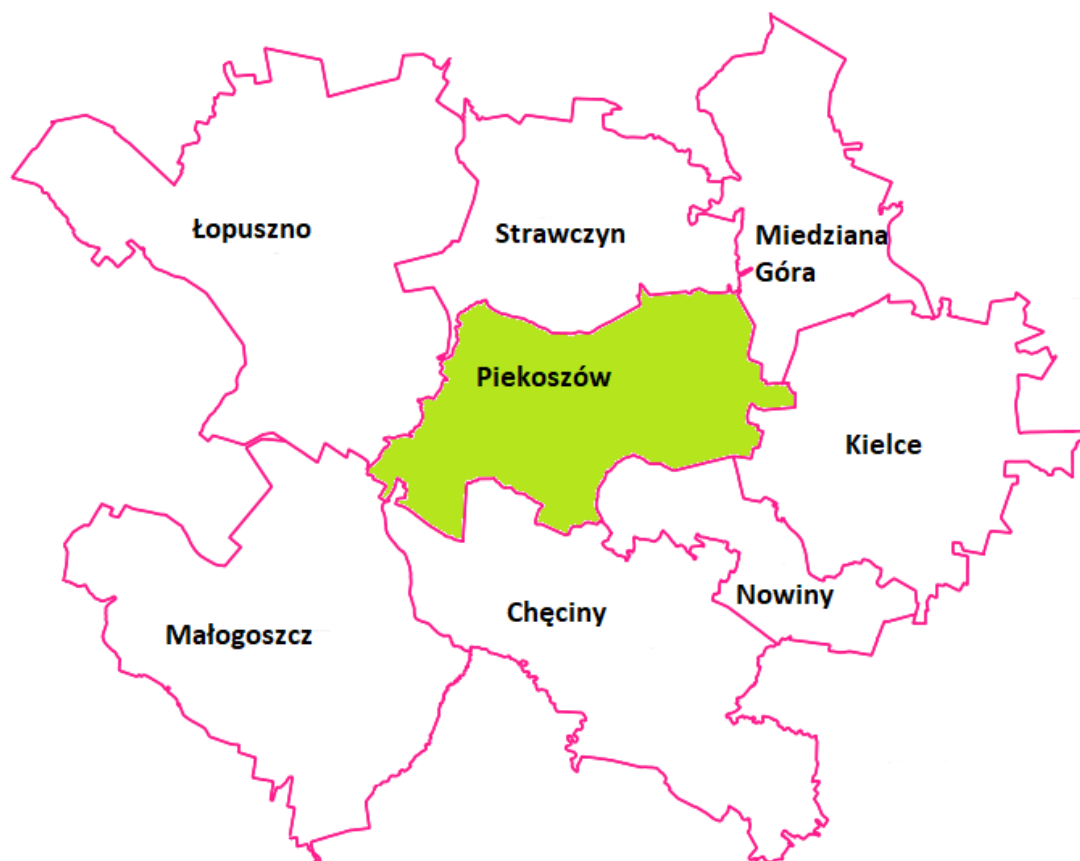 Łopuszno
Strawczyn
Miedziana
Góra
Piekoszów
Kielce
Nowiny
Chęciny
Małogoszcz